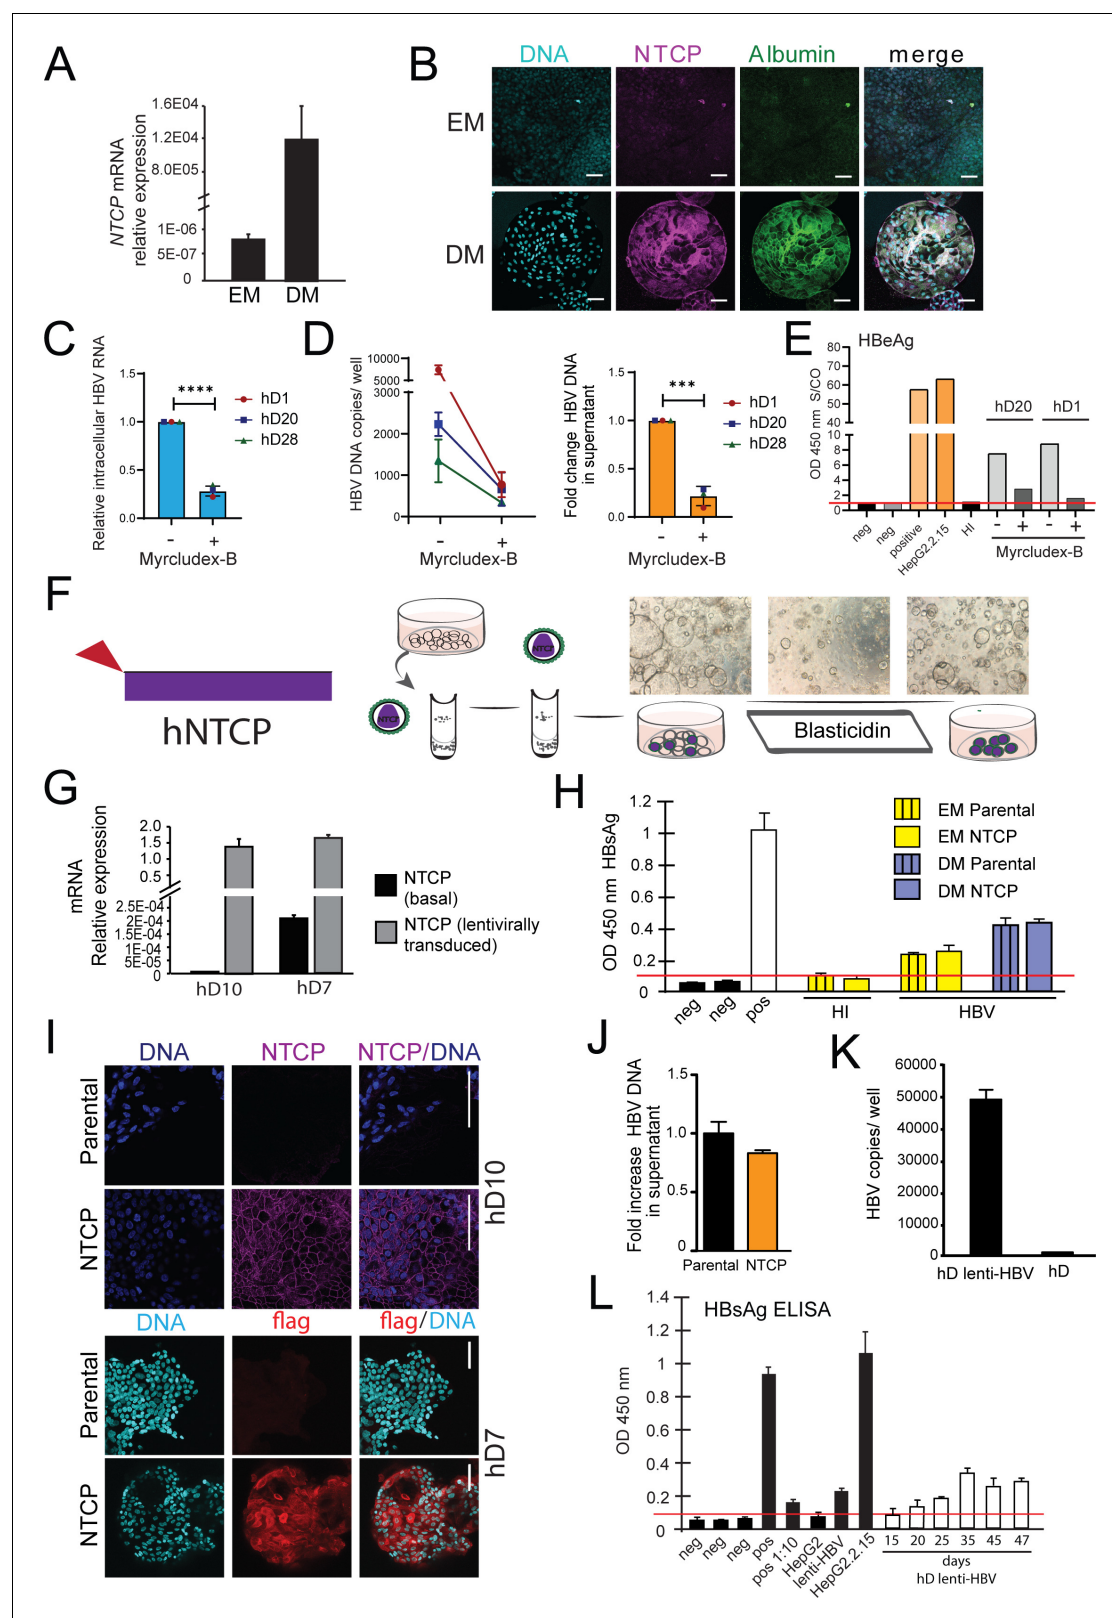 A
1.6E04
1.2E04
8.0E05
1E-06
5E-07
0
NTCP mRNA
relative expression
EM DM
B
DNA NTCP Albumin merge
EM
DM
C
Relative intracellular HBV RNA
1.5
1.0
0.5
0.0
****
hD1
hD20
hD28
- +
Myrcludex-B
D
HBV DNA copies/ well
10000
5000
3000
2000
1000
0
- +
Myrcludex-B
hD1
hD20
hD28
Fold change HBV DNA
in supernatant
1.5
1.0
0.5
0.0
***
- +
Myrcludex-B
E
HBeAg
OD 450 nm S/CO
80
70
60
50
40
10
8
6
4
2
0
hD20 hD1
neg
neg
positive
HepG2.2.15
HI
- + - +
Myrcludex-B
F
hNTCP
NTCP
NTCP
Blasticidin
G
mRNA
Relative expression
2.0
1.5
1.0
0.5
2.5E-04
2E-04
1.5E-04
1E-04
5E-05
0
hD10 hD7
NTCP
(basal)
NTCP (lentivirally
transduced)
H
OD 450 nm HBsAg
1.2
1
0.8
0.6
0.4
0.2
0
neg
neg
pos
HI
HBV
EM Parental
EM NTCP
DM Parental
DM NTCP
I
DNA NTCP NTCP/DNA
Parental
NTCP
hD10
DNA flag flag/DNA
Parental
NTCP
hD7
J
Fold increase HBV DNA
in supernatant
1.5
1.0
0.5
0
Parental NTCP
K
HBV copies/ well
60000
50000
40000
30000
20000
10000
0
hD lenti-HBV hD
L
HBsAg ELISA
OD 450 nm
1.4
1.2
1
0.8
0.6
0.4
0.2
0
neg
neg
neg
pos
pos 1:10
HepG2
lenti-HBV
HepG2.2.15
15 20 25 35 45 47
days
hD lenti-HBV